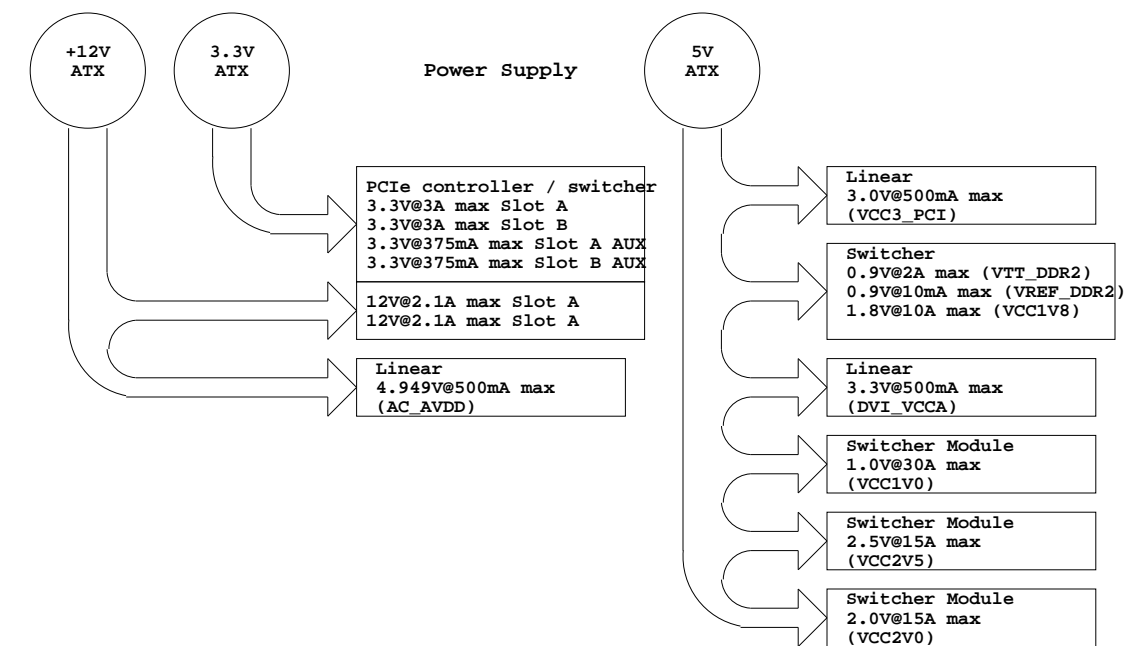 +12V
ATX
3.3V
ATX
Power Supply
5V
ATX
PCIe controller / switcher
3.3V@3A max Slot A
3.3V@3A max Slot B
3.3V@375mA max Slot A AUX
3.3V@375mA max Slot B AUX
12V@2.1A max Slot A
12V@2.1A max Slot A
Linear
4.949V@500mA max
(AC_AVDD)
Linear
3.0V@500mA max
(VCC3_PCI)
Switcher
0.9V@2A max (VTT_DDR2)
0.9V@10mA max (VREF_DDR2)
1.8V@10A max (VCC1V8)
Linear
3.3V@500mA max
(DVI_VCCA)
Switcher Module
1.0V@30A max
(VCC1V0)
Switcher Module
2.5V@15A max
(VCC2V5)
Switcher Module
2.0V@15A max
(VCC2V0)